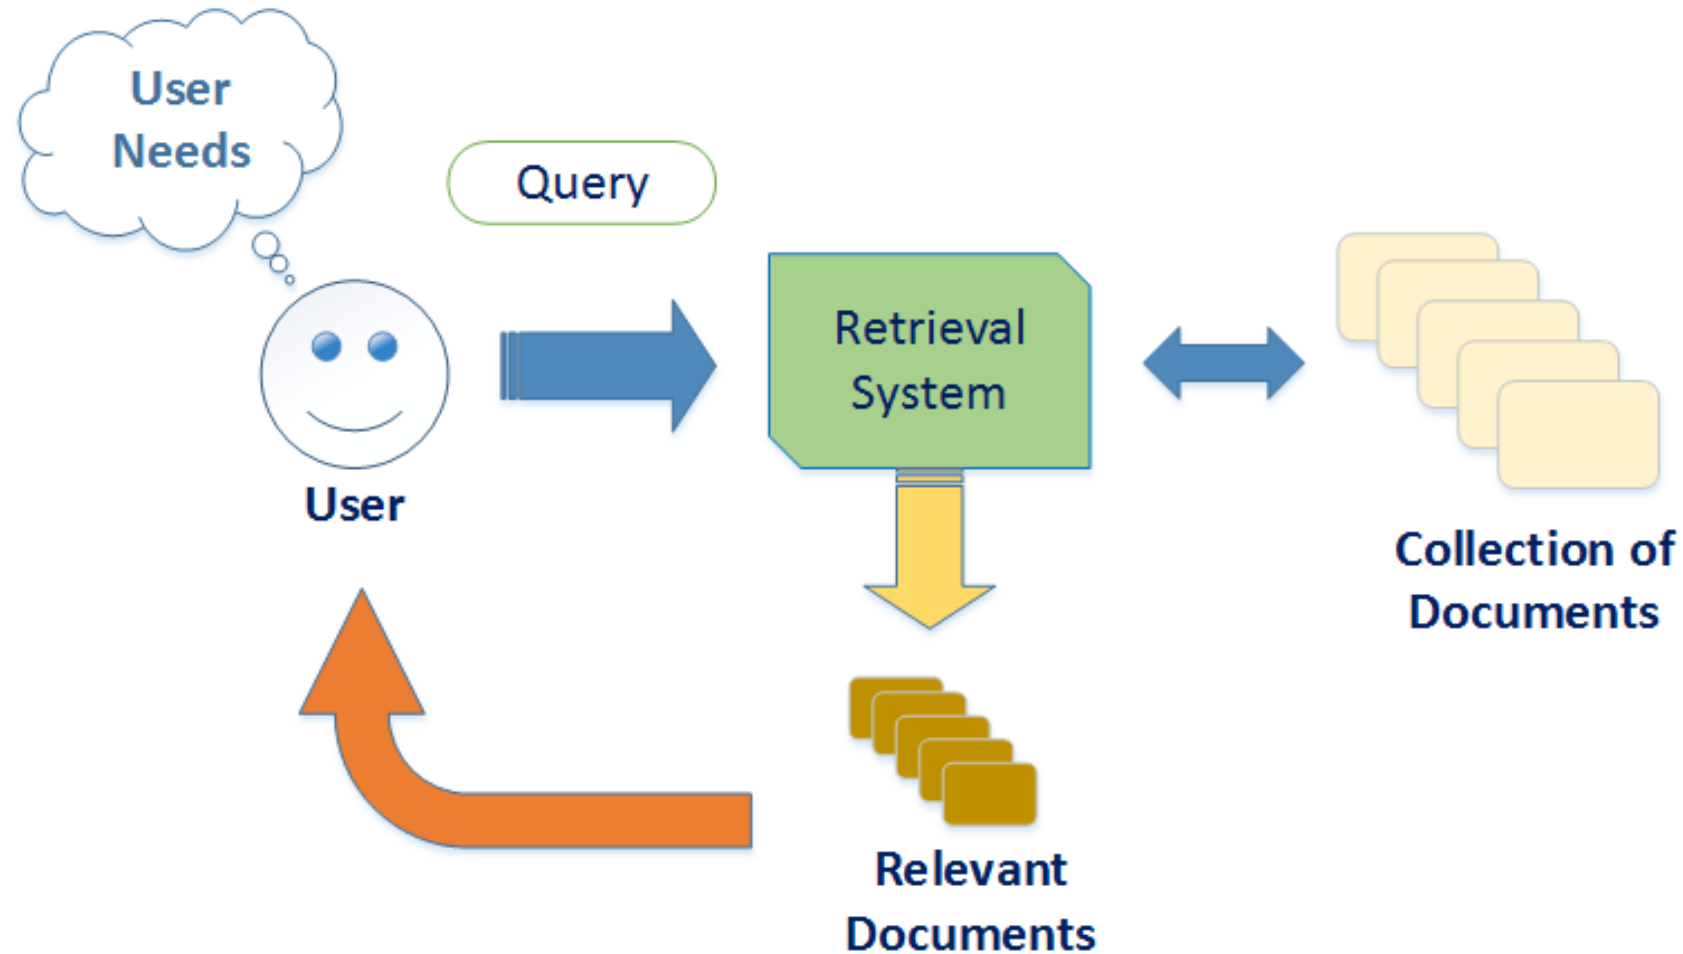 User
Needs
Query
Retrieval
System
User
Collection of
Documents
Relevant
Documents